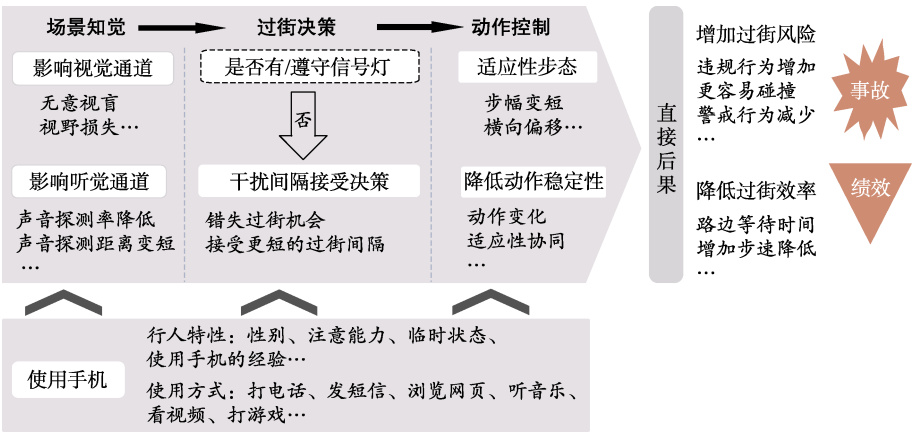 场景知觉
过街决策
动作控制
影响视觉通道
无意视盲
视野损失…
影响听觉通道
声音探测率降低
声音探测距离变短
…
是否有/遵守信号灯
否
干扰间隔接受决策
错失过街机会
接受更短的过街间隔
适应性步态
步幅变短
横向偏移…
降低动作稳定性
动作变化
适应性协同
…
直接后果
增加过街风险
违规行为增加
更容易碰撞
警戒行为减少
…
事故
降低过街效率
路边等待时间
增加步速降低
…
绩效
使用手机
行人特性：性别、注意能力、临时状态、
使用手机的经验…
使用方式：打电话、发短信、浏览网页、听音乐、
看视频、打游戏…